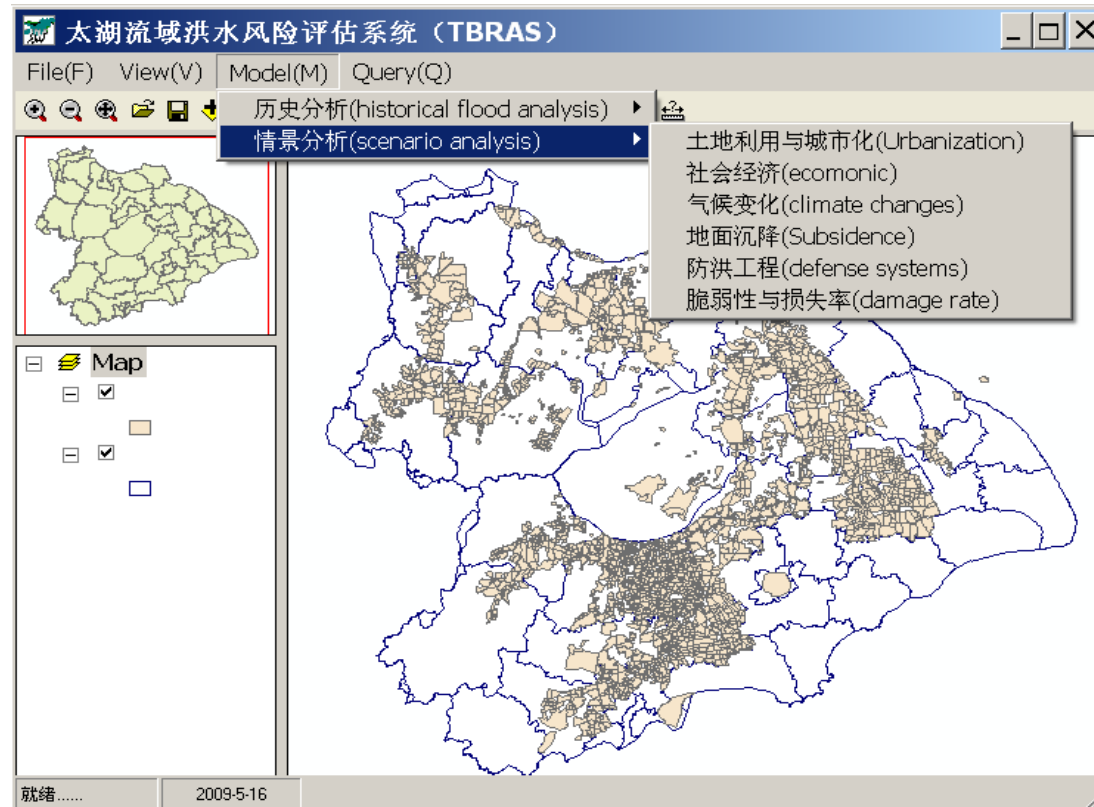 太湖流域洪水风险评估系统（TBRAS）
File(F) View(V) Model(M) Query(Q)
历史分析(historical flood analysis)
情景分析(scenario analysis)
土地利用与城市化(Urbanization)
社会经济(ecomonic)
气候变化(climate changes)
地面沉降(Subsidence)
防洪工程(defense systems)
脆弱性与损失率(damage rate)
Map
就绪...... 2009-5-16